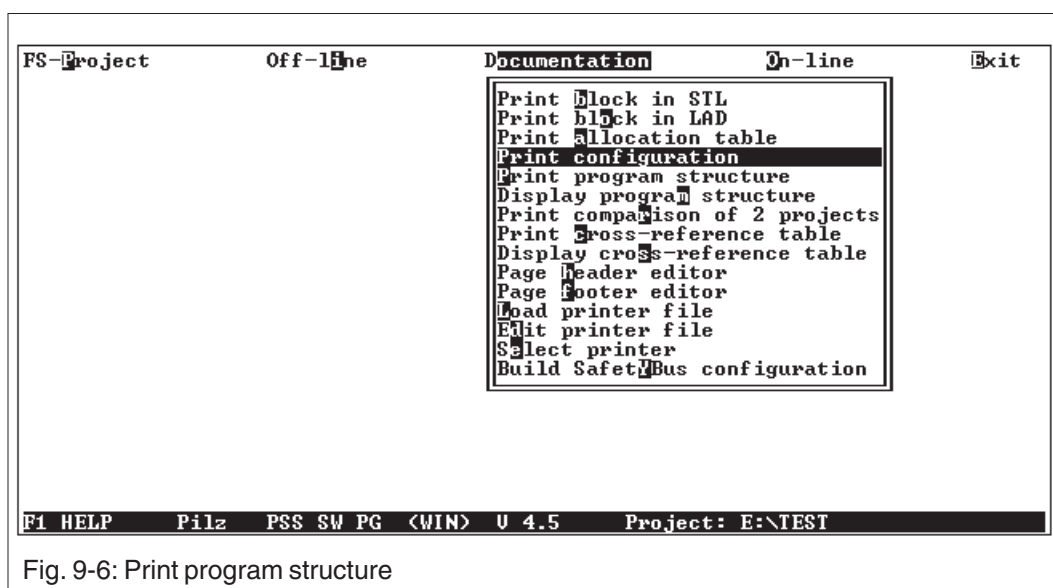 FS-Project Off-line Documentation On-line Exit
Print block in STL
Print block in LAD
Print allocation table
Print configuration
Print program structure
Display program structure
Print comparison of 2 projects
Print cross-reference table
Display cross-reference table
Page header editor
Page footer editor
Load printer file
Edit printer file
Select printer
Build SafetYBus configuration
F1 HELP Pilz PSS SW PG (WIN) V 4.5 Project: E:\TEST
Fig. 9-6: Print program structure